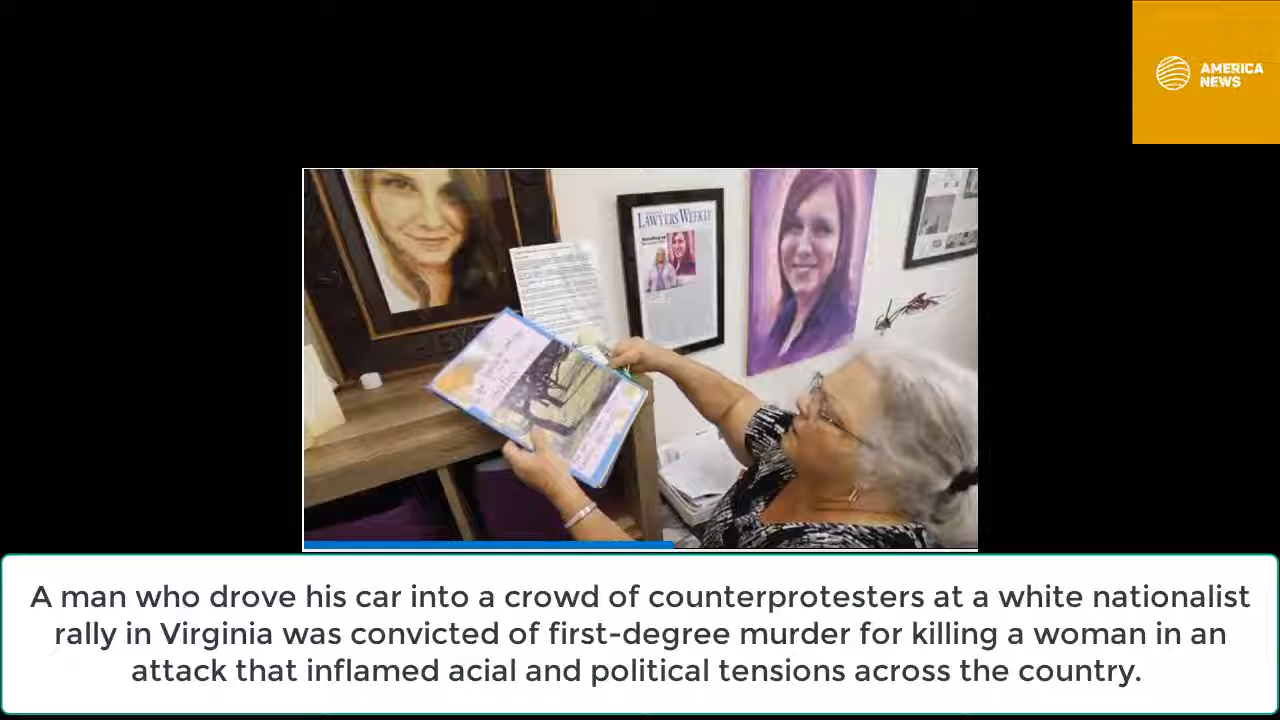 AMERICA
NEWS
LAWYERS WEEKLY
A man who drove his car into a crowd of counterprotesters at a white nationalist
rally in Virginia was convicted of first-degree murder for killing a woman in an
attack that inflamed acial and political tensions across the country.